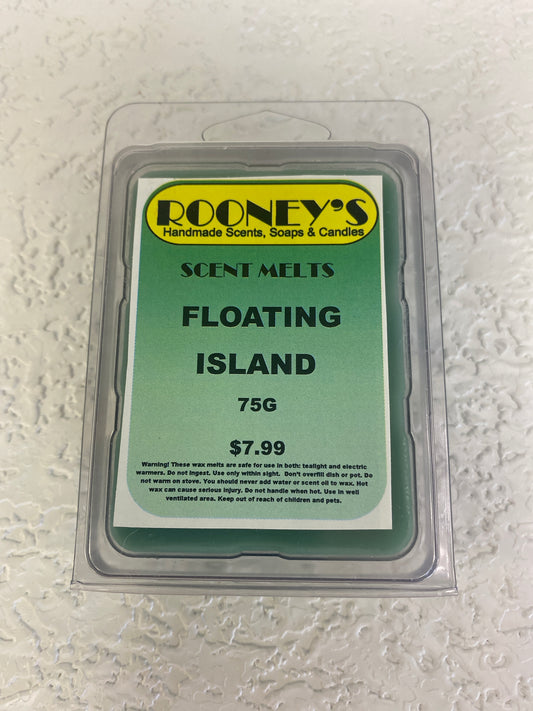 ROONEY'S
Handmade Scents, Soaps & Candles
SCENT MELTS
FLOATING
ISLAND
75G
$7.99
Warning! These wax melts are safe for use in both: tealight and electric
warmers. Do not ingest. Use only within sight. Don't overfill dish or pot. Do
not warm on stove. You should never add water or scent oil to wax. Hot
wax can cause serious injury. Do not handle when hot. Use in well
ventilated area. Keep out of reach of children and pets.